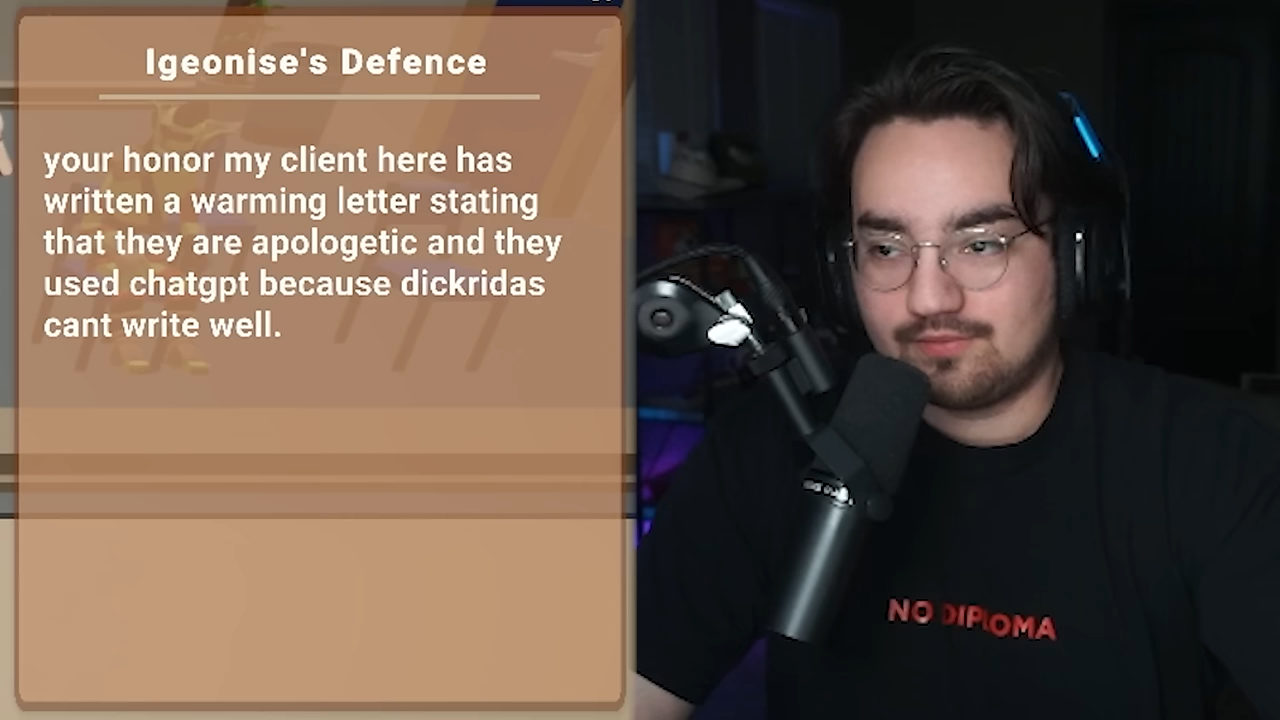 Igeonise's Defence
your honor my client here has
written a warming letter stating
that they are apologetic and they
used chatgpt because dickridas
cant write well.
NO DIPLOMA